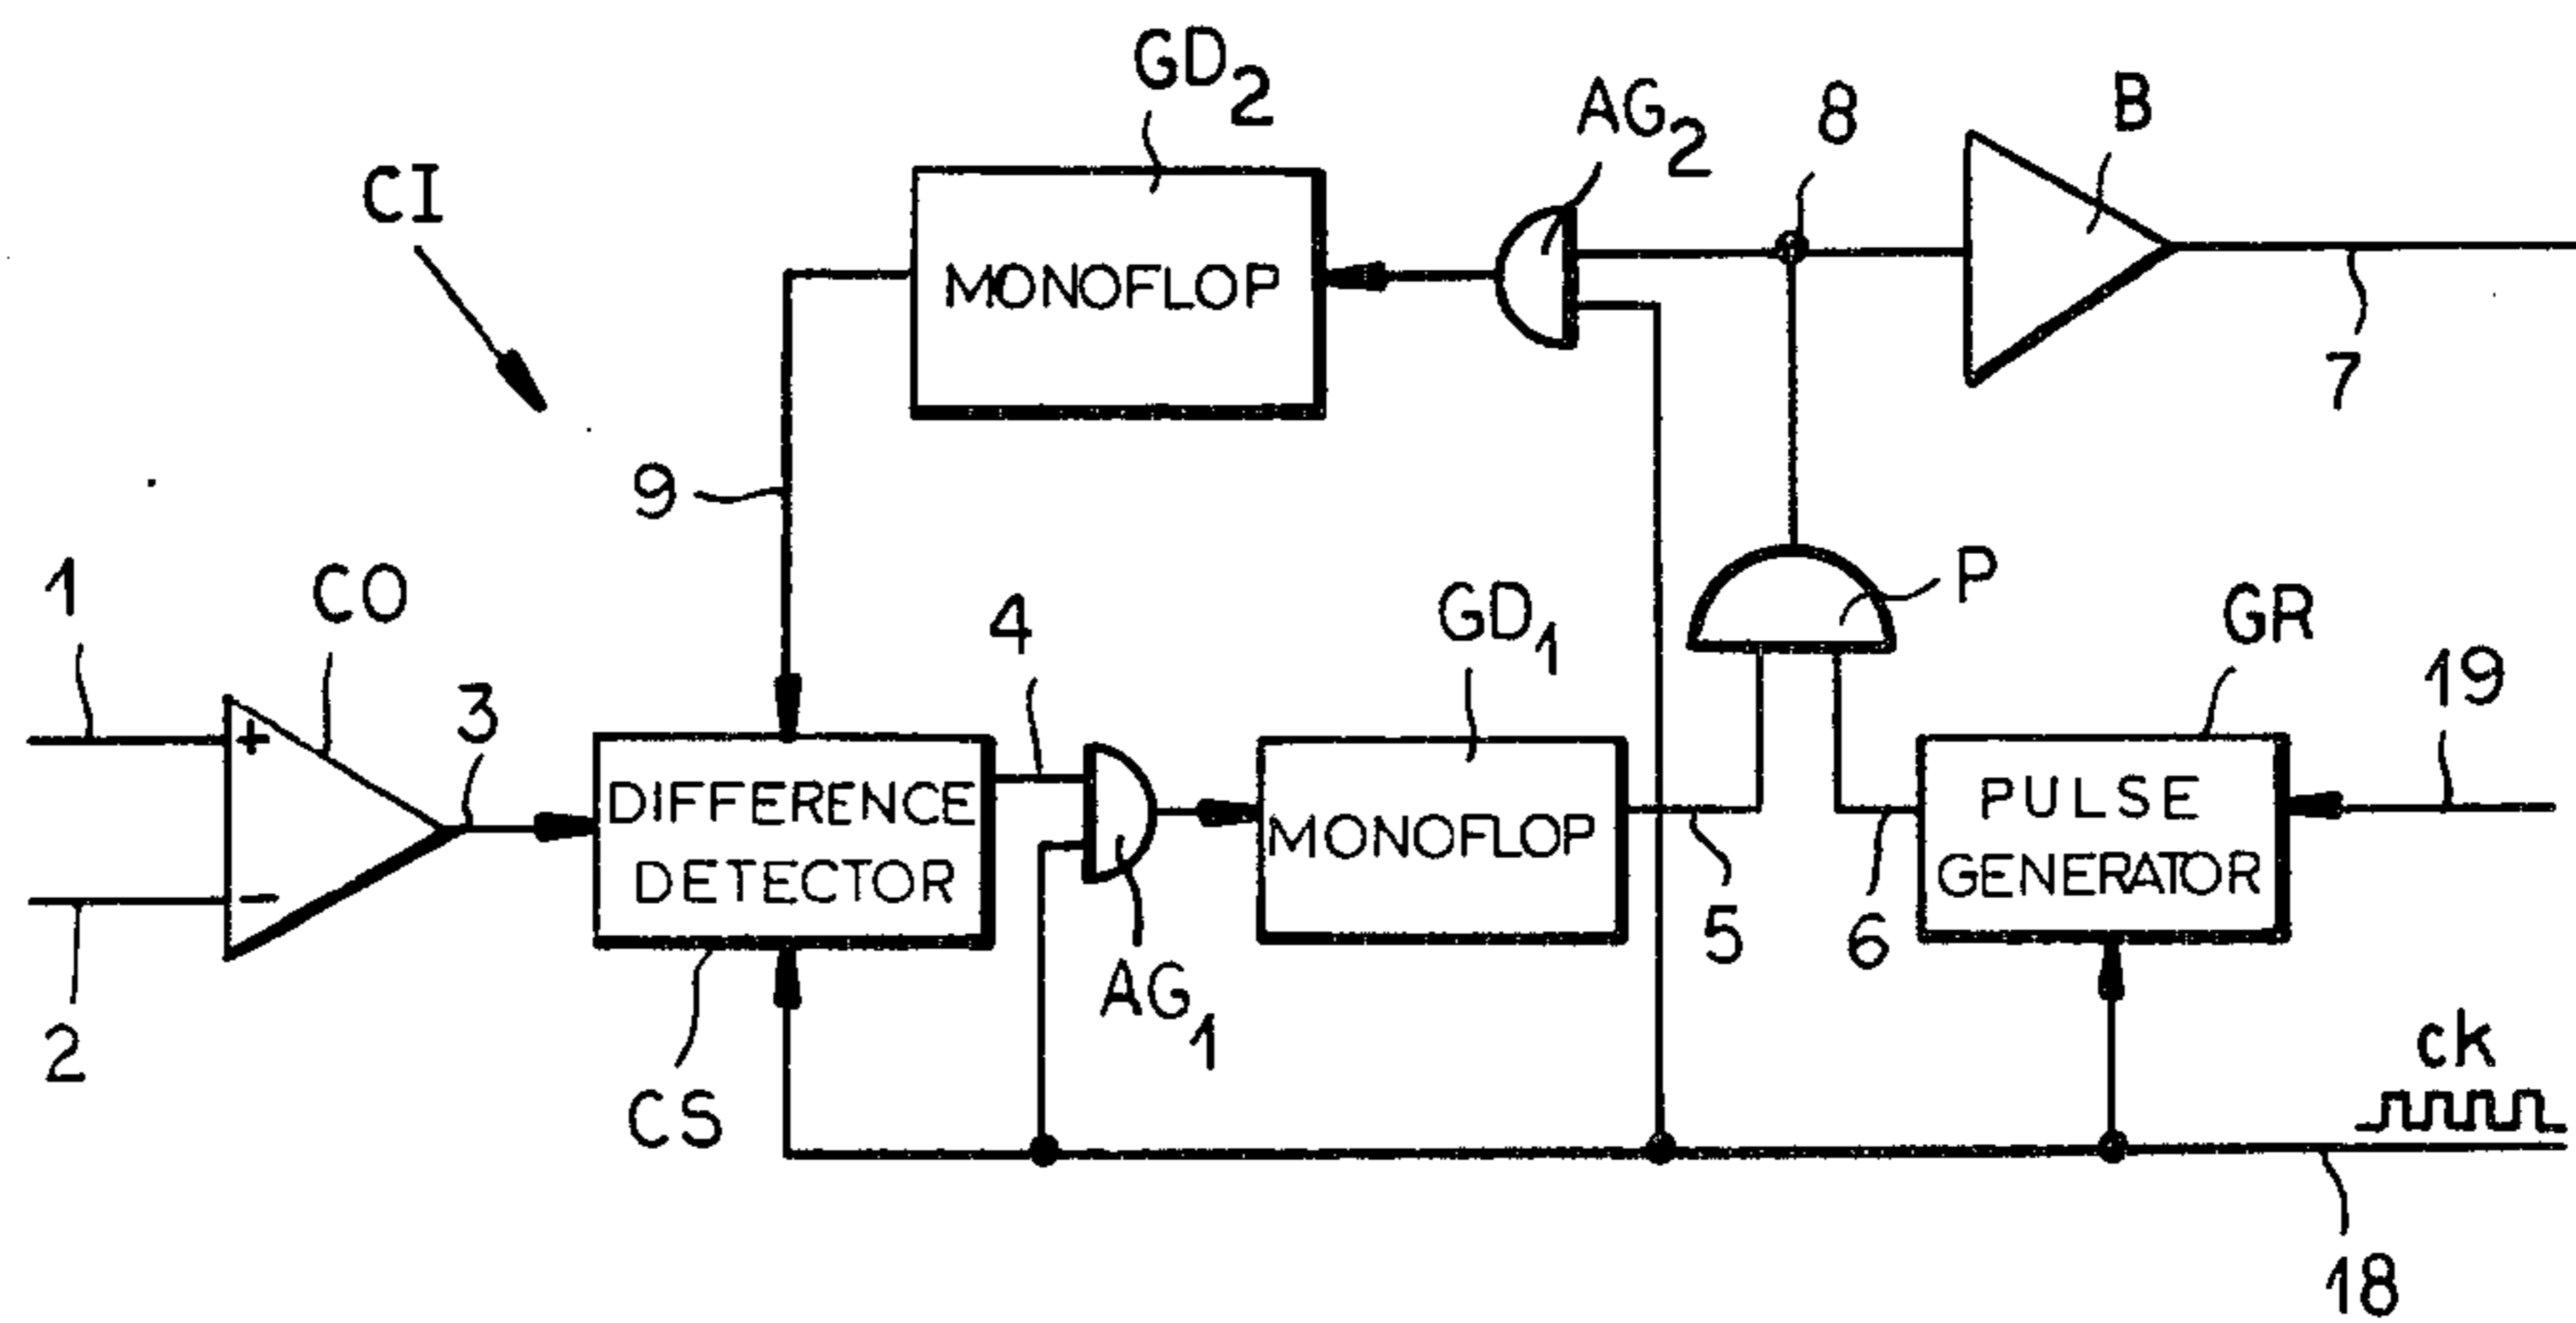 GD2
AG2
8
B
CI
MONOFLOP
7
9
1
CO
3
+
-
2
4
GD1
P
GR
19
DIFFERENCE
DETECTOR
MONOFLOP
PULSE
GENERATOR
5
6
AG1
CS
ck
18